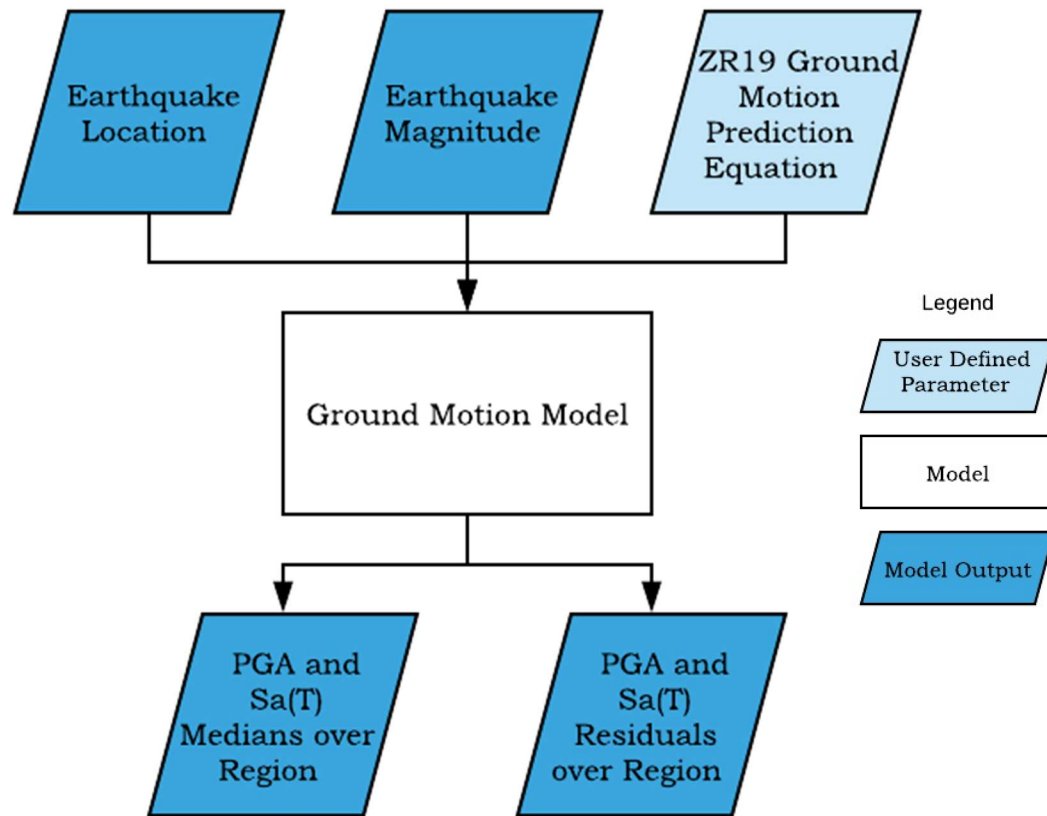 Earthquake
Location
Earthquake
Magnitude
ZR19 Ground
Motion
Prediction
Equation
Ground Motion Model
PGA and
Sa(T)
Medians over
Region
PGA and
Sa(T)
Residuals
over Region
Legend
User Defined
Parameter
Model
Model Output